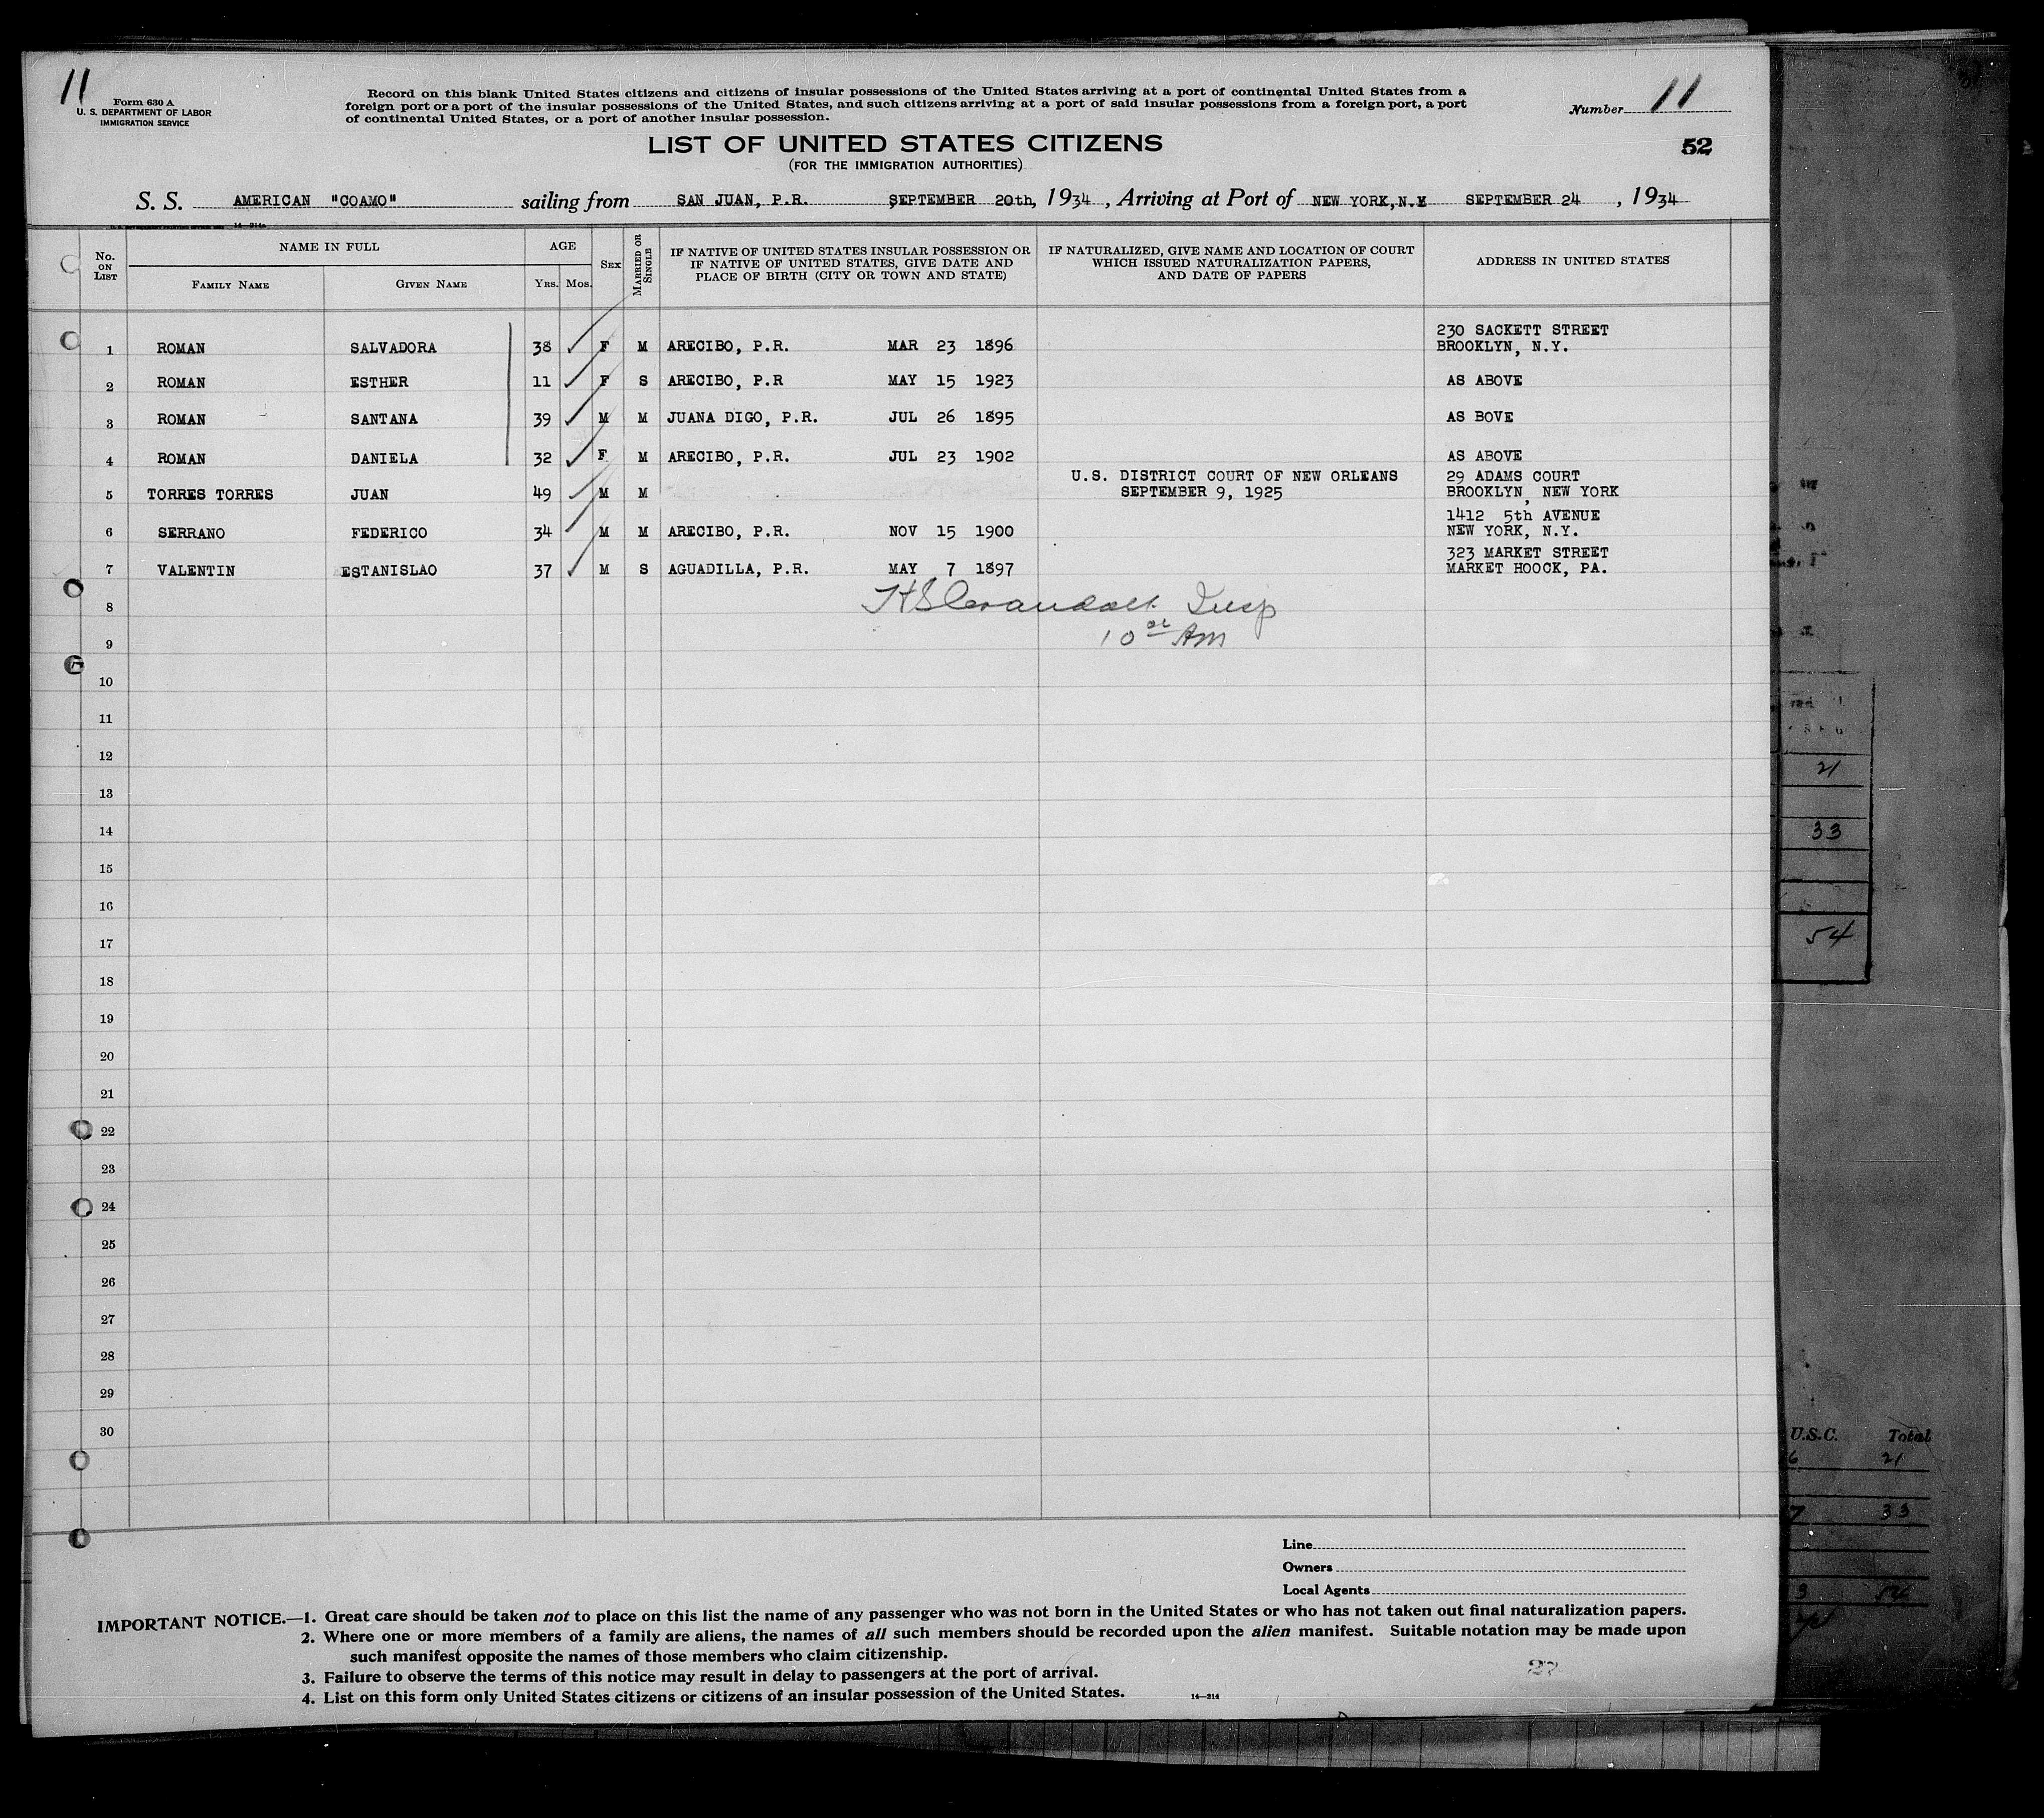 11
Form 630 A
U. S. DEPARTMENT OF LABOR
IMMIGRATION SERVICE
Record on this blank United States citizens and citizens of insular possessions of the United States arriving at a port of continental United States from a
foreign port or a port of the insular possessions of the United States, and such citizens arriving at a port of said insular possessions from a foreign port, a port
of continental United States, or a port of another insular possession.
Number 11
LIST OF UNITED STATES CITIZENS
(FOR THE IMMIGRATION AUTHORITIES)
52
S. S. AMERICAN "COAMO" sailing from SAN JUAN, P.R. SEPTEMBER 20th, 1934, Arriving at Port of NEW YORK, N.Y SEPTEMBER 24, 1934
14-214a
No. ON LIST
NAME IN FULL
FAMILY NAME
GIVEN NAME
AGE
YRS. MOS.
SEX
MARRIED OR SINGLE
IF NATIVE OF UNITED STATES INSULAR POSSESSION OR
IF NATIVE OF UNITED STATES, GIVE DATE AND
PLACE OF BIRTH (CITY OR TOWN AND STATE)
IF NATURALIZED, GIVE NAME AND LOCATION OF COURT
WHICH ISSUED NATURALIZATION PAPERS,
AND DATE OF PAPERS
ADDRESS IN UNITED STATES
230 SACKETT STREET
1 ROMAN SALVADORA 38 F M ARECIBO, P.R. MAR 23 1896 BROOKLYN, N.Y.
2 ROMAN ESTHER 11 F S ARECIBO, P.R MAY 15 1923 AS ABOVE
3 ROMAN SANTANA 39 M M JUANA DIGO, P.R. JUL 26 1895 AS BOVE
4 ROMAN DANIELA 32 F M ARECIBO, P.R. JUL 23 1902 AS ABOVE
U.S. DISTRICT COURT OF NEW ORLEANS 29 ADAMS COURT
5 TORRES TORRES JUAN 49 M M SEPTEMBER 9, 1925 BROOKLYN, NEW YORK
1412 5th AVENUE
6 SERRANO FEDERICO 34 M M ARECIBO, P.R. NOV 15 1900 NEW YORK, N.Y.
323 MARKET STREET
7 VALENTIN ESTANISLAO 37 M S AGUADILLA, P.R. MAY 7 1897 MARKET HOOCK, PA.
8 HS Crandall Insp
9 AM
10
11
12
13
14
15
16
17
18
19
20
21
22
23
24
25
26
27
28
29
30
21
33
54
U.S.C. Total
6 21
7 33
3 54
Line
Owners
Local Agents
IMPORTANT NOTICE.—1. Great care should be taken not to place on this list the name of any passenger who was not born in the United States or who has not taken out final naturalization papers.
2. Where one or more members of a family are aliens, the names of all such members should be recorded upon the alien manifest. Suitable notation may be made upon
such manifest opposite the names of those members who claim citizenship.
3. Failure to observe the terms of this notice may result in delay to passengers at the port of arrival.
4. List on this form only United States citizens or citizens of an insular possession of the United States.
14—214